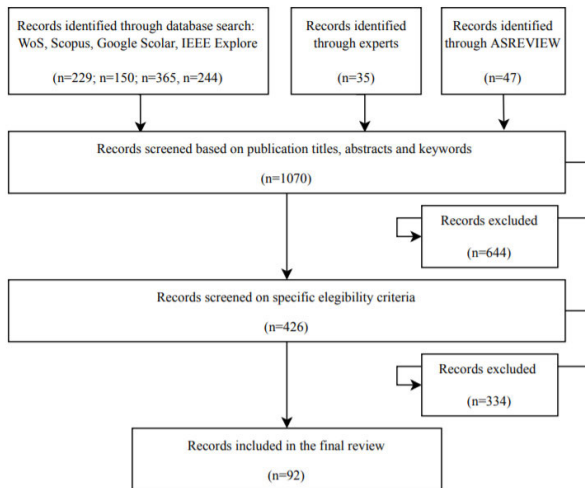 Records identified through database search:
WoS, Scopus, Google Scolar, IEEE Explore
(n=229; n=150; n=365, n=244)
Records identified
through experts
(n=35)
Records identified
through ASREVIEW
(n=47)
Records screened based on publication titles, abstracts and keywords
(n=1070)
Records excluded
(n=644)
Records screened on specific elegibility criteria
(n=426)
Records excluded
(n=334)
Records included in the final review
(n=92)